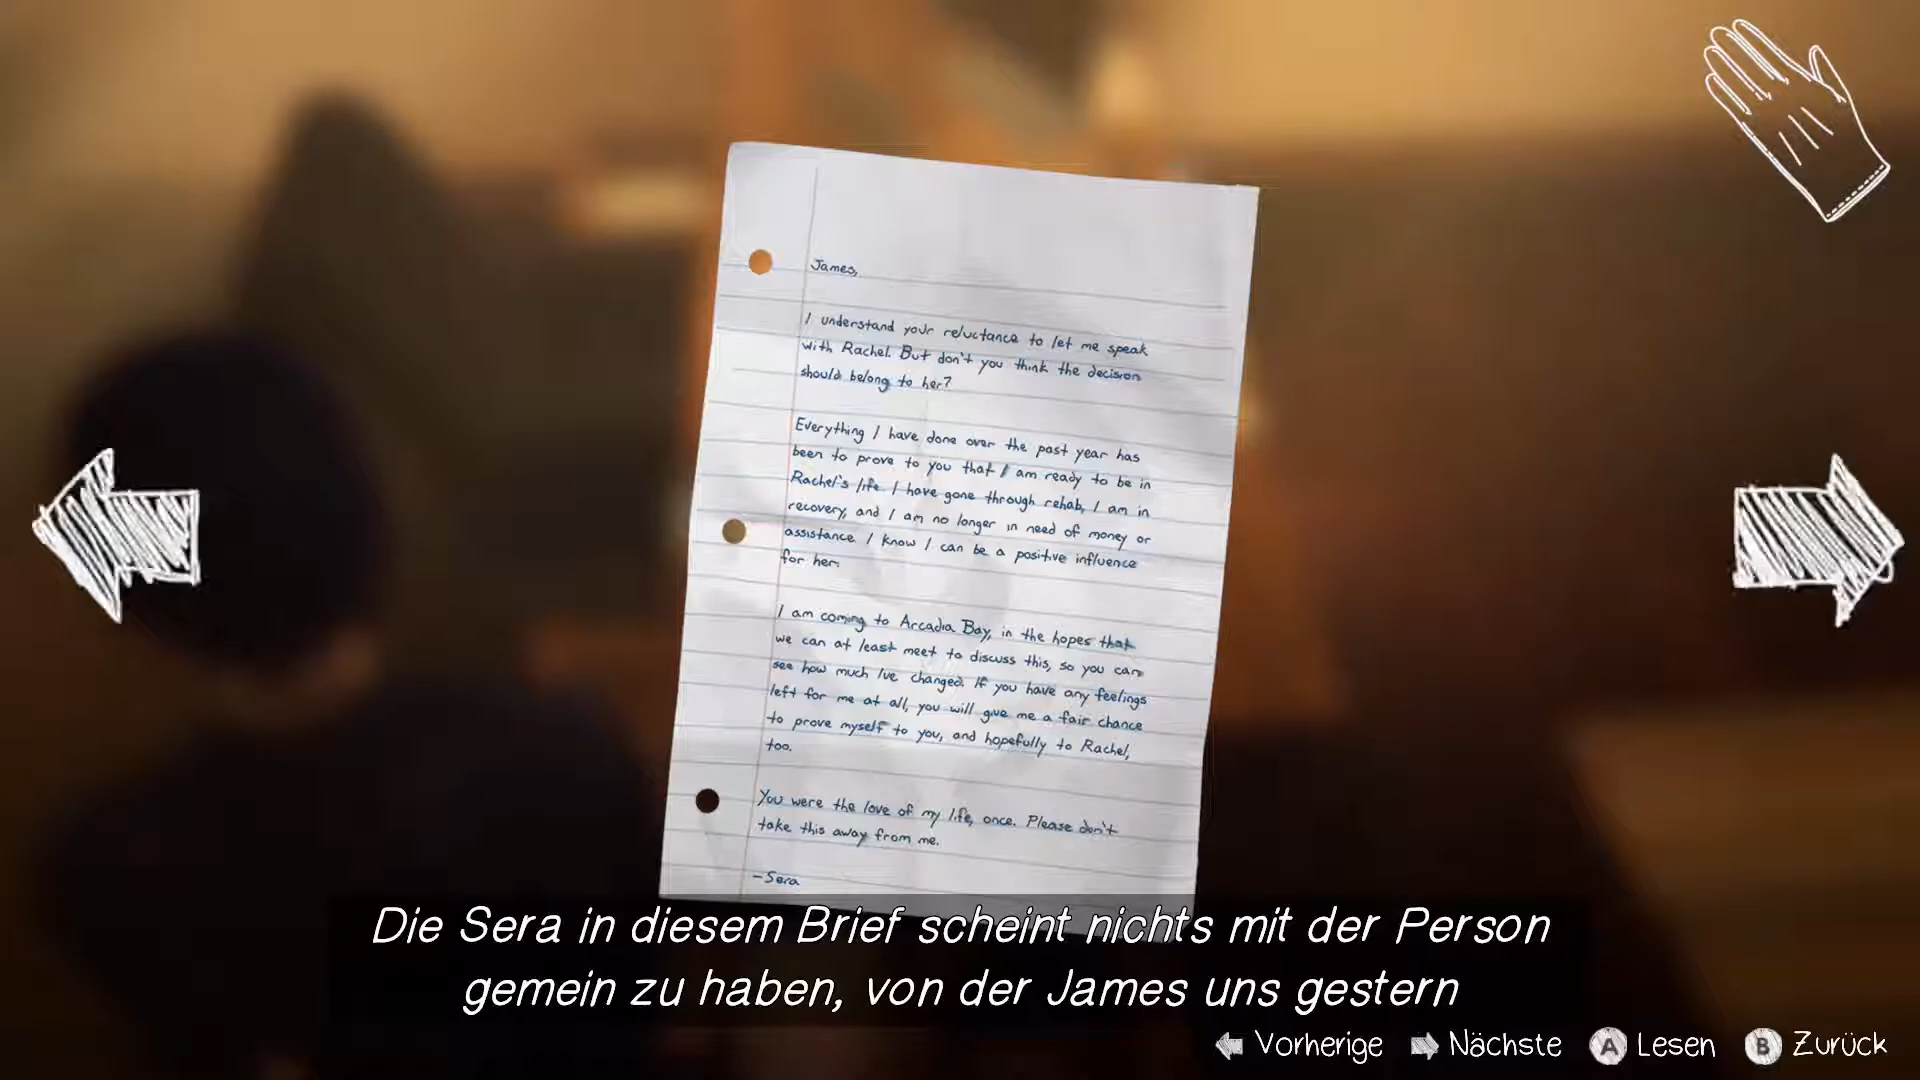 James,
I understand your reluctance to let me speak
with Rachel. But don't you think the decision
should belong to her?
Everything I have done over the past year has
been to prove to you that I am ready to be in
Rachel's life. I have gone through rehab, I am in
recovery, and I am no longer in need of money or
assistance. I know I can be a positive influence
for her.
I am coming to Arcadia Bay, in the hopes that
we can at least meet to discuss this, so you can
see how much I've changed. If you have any feelings
left for me at all, you will give me a fair chance
to prove myself to you, and hopefully to Rachel,
too.
You were the love of my life, once. Please don't
take this away from me.
-Sera
Die Sera in diesem Brief scheint nichts mit der Person
gemein zu haben, von der James uns gestern
Vorherige Nächste A Lesen B Zurück